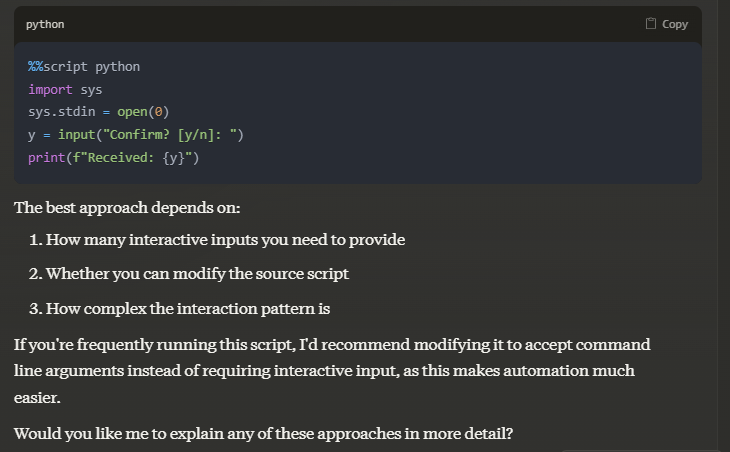 python
Copy
%%script python
import sys
sys.stdin = open(0)
y = input("Confirm? [y/n]: ")
print(f"Received: {y}")
The best approach depends on:
1. How many interactive inputs you need to provide
2. Whether you can modify the source script
3. How complex the interaction pattern is
If you're frequently running this script, I'd recommend modifying it to accept command
line arguments instead of requiring interactive input, as this makes automation much
easier.
Would you like me to explain any of these approaches in more detail?